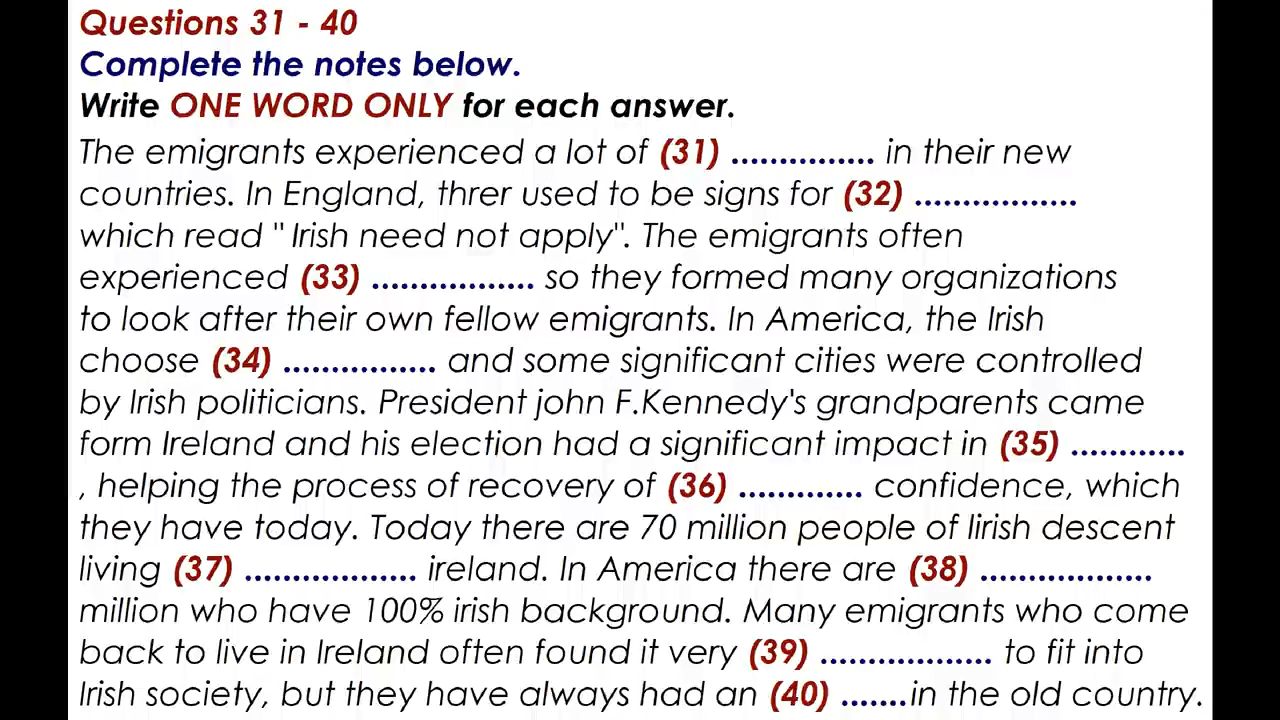 Questions 31 - 40
Complete the notes below.
Write ONE WORD ONLY for each answer.
The emigrants experienced a lot of (31) ............... in their new
countries. In England, threr used to be signs for (32) .................
which read " Irish need not apply". The emigrants often
experienced (33) ................. so they formed many organizations
to look after their own fellow emigrants. In America, the Irish
choose (34) ................ and some significant cities were controlled
by Irish politicians. President john F.Kennedy's grandparents came
form Ireland and his election had a significant impact in (35) ............
, helping the process of recovery of (36) ............. confidence, which
they have today. Today there are 70 million people of Iirish descent
living (37) .................. ireland. In America there are (38) ..................
million who have 100% irish background. Many emigrants who come
back to live in Ireland often found it very (39) .................. to fit into
Irish society, but they have always had an (40) .......in the old country.